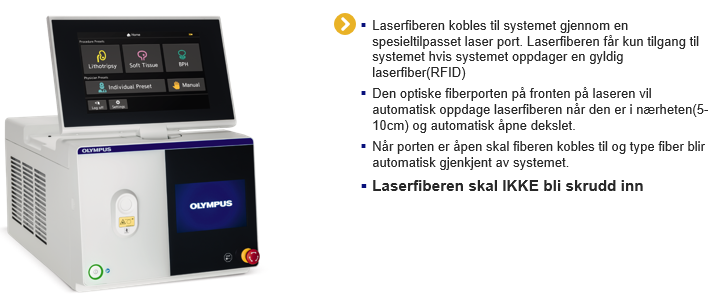 Home
Procedure Preset
Lithotripsy
Soft Tissue
BPH
Physician Preset
Individual Preset
Manual
Log off
Settings
OLYMPUS
OLYMPUS
Laserfiberen kobles til systemet gjennom en
spesieltilpasset laser port. Laserfiberen får kun tilgang til
systemet hvis systemet oppdager en gyldig
laserfiber(RFID)
Den optiske fiberporten på fronten på laseren vil
automatisk oppdage laserfiberen når den er i nærheten(5-
10cm) og automatisk åpne dekslet.
Når porten er åpen skal fiberen kobles til og type fiber blir
automatisk gjenkjent av systemet.
Laserfiberen skal IKKE bli skrudd inn